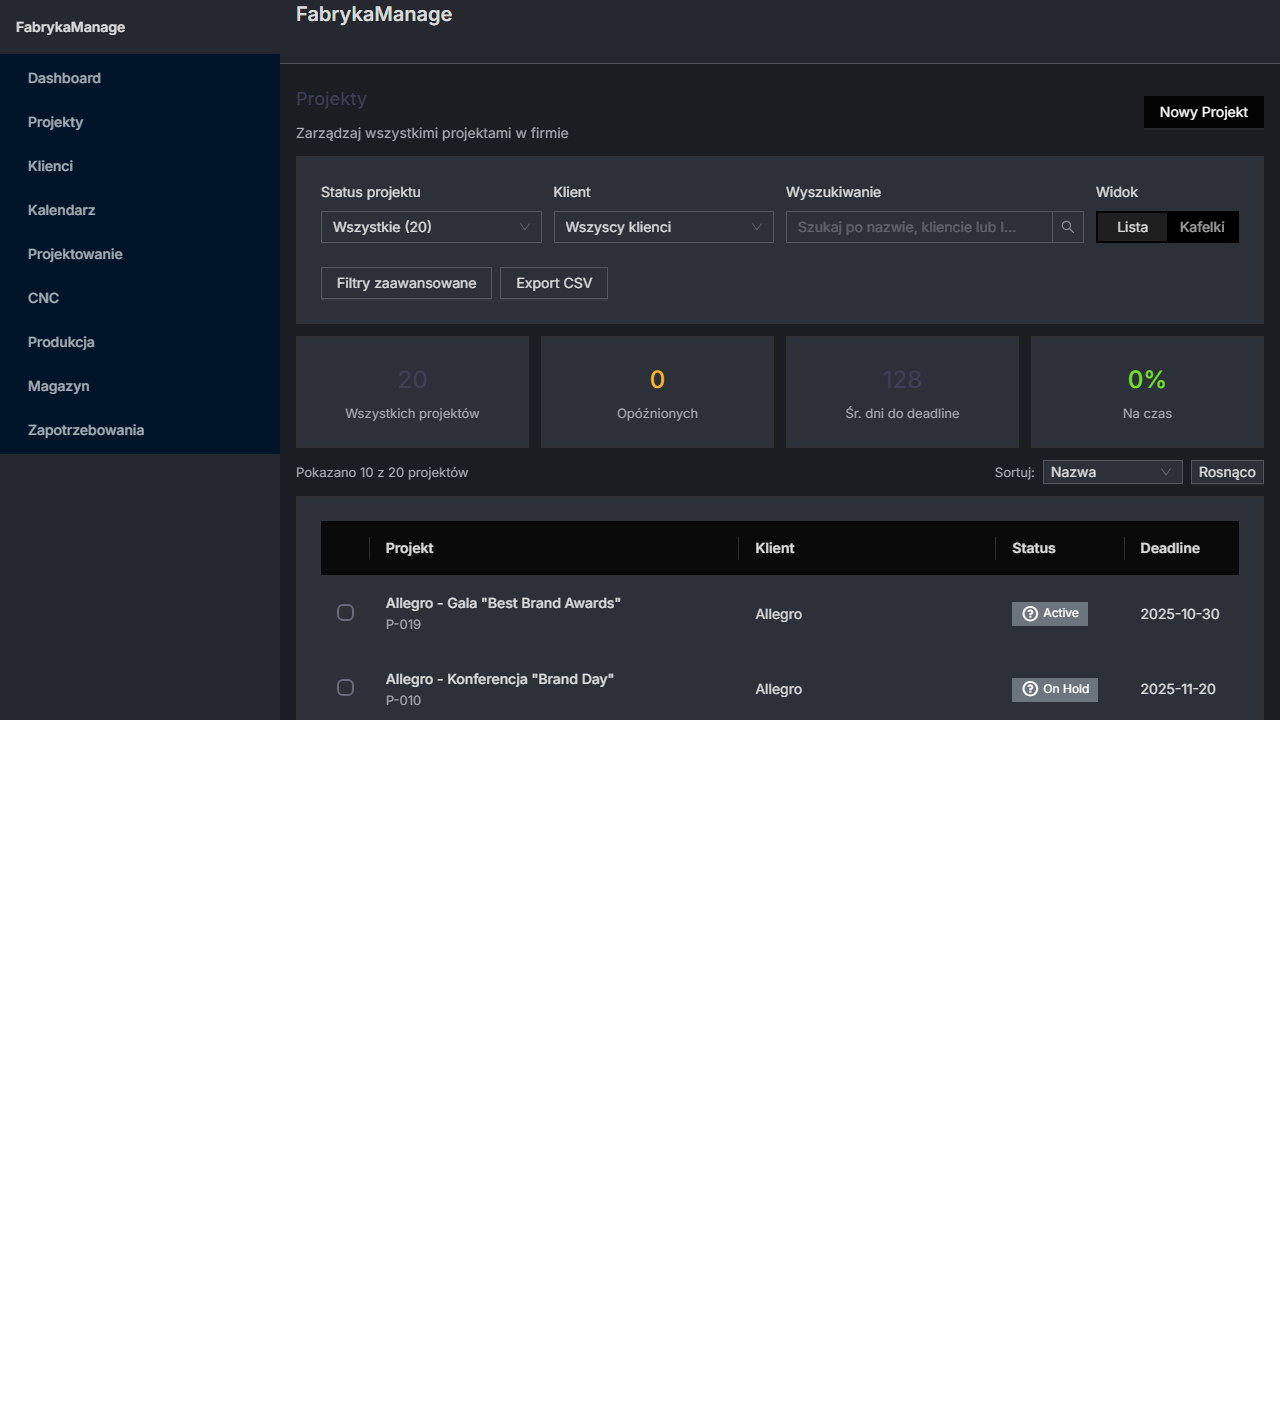 FabrykaManage
Dashboard
Projekty
Klienci
Kalendarz
Projektowanie
CNC
Produkcja
Magazyn
Zapotrzebowania
FabrykaManage
Projekty
Zarządzaj wszystkimi projektami w firmie
Nowy Projekt
Status projektu
Wszystkie (20)
Klient
Wszyscy klienci
Wyszukiwanie
Szukaj po nazwie, kliencie lub I...
Widok
Lista Kafelki
Filtry zaawansowane
Export CSV
20
Wszystkich projektów
0
Opóźnionych
128
Śr. dni do deadline
0%
Na czas
Pokazano 10 z 20 projektów
Sortuj: Nazwa Rosnąco
Projekt Klient Status Deadline
Allegro - Gala "Best Brand Awards"
P-019
Allegro
Active
2025-10-30
Allegro - Konferencja "Brand Day"
P-010
Allegro
On Hold
2025-11-20